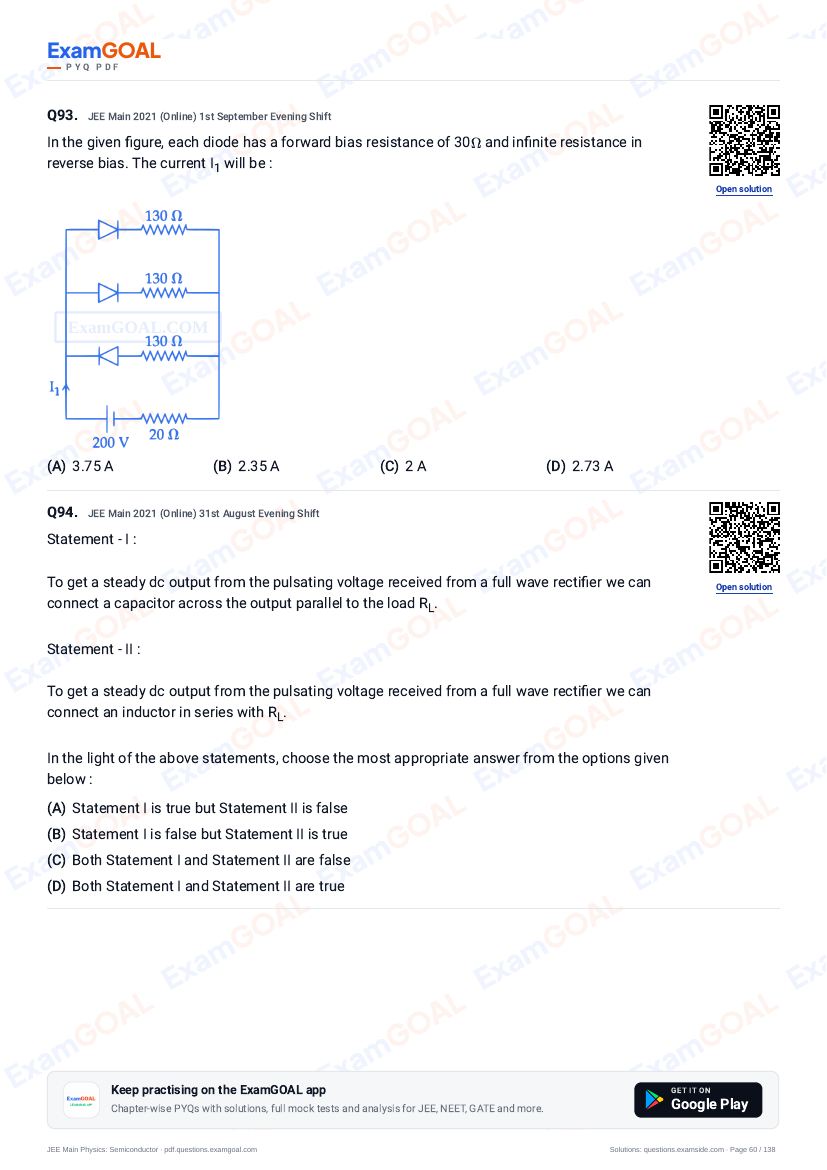 ExamGOAL
PYQ PDF
Q93. JEE Main 2021 (Online) 1st September Evening Shift
In the given figure, each diode has a forward bias resistance of 30Ω and infinite resistance in
reverse bias. The current I1 will be :
Open solution
130 Ω
130 Ω
ExamGOAL.COM
130 Ω
I1
200 V
20 Ω
(A) 3.75 A
(B) 2.35 A
(C) 2 A
(D) 2.73 A
Q94. JEE Main 2021 (Online) 31st August Evening Shift
Statement - I :
Open solution
To get a steady dc output from the pulsating voltage received from a full wave rectifier we can
connect a capacitor across the output parallel to the load RL.
Statement - II :
To get a steady dc output from the pulsating voltage received from a full wave rectifier we can
connect an inductor in series with RL.
In the light of the above statements, choose the most appropriate answer from the options given
below :
(A) Statement I is true but Statement II is false
(B) Statement I is false but Statement II is true
(C) Both Statement I and Statement II are false
(D) Both Statement I and Statement II are true
ExamGOAL
Keep practising on the ExamGOAL app
Chapter-wise PYQs with solutions, full mock tests and analysis for JEE, NEET, GATE and more.
GET IT ON
Google Play
JEE Main Physics: Semiconductor · pdf.questions.examgoal.com
Solutions: questions.examside.com · Page 60 / 138